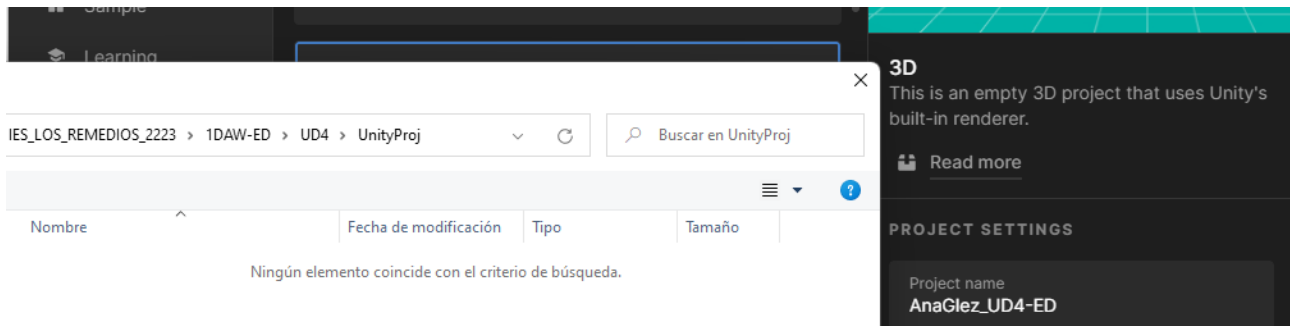 Sample
Learning
IES_LOS_REMEDIOS_2223 > 1DAW-ED > UD4 > UnityProj
Buscar en UnityProj
Nombre
Fecha de modificación
Tipo
Tamaño
Ningún elemento coincide con el criterio de búsqueda.
3D
This is an empty 3D project that uses Unity's
built-in renderer.
Read more
PROJECT SETTINGS
Project name
AnaGlez_UD4-ED